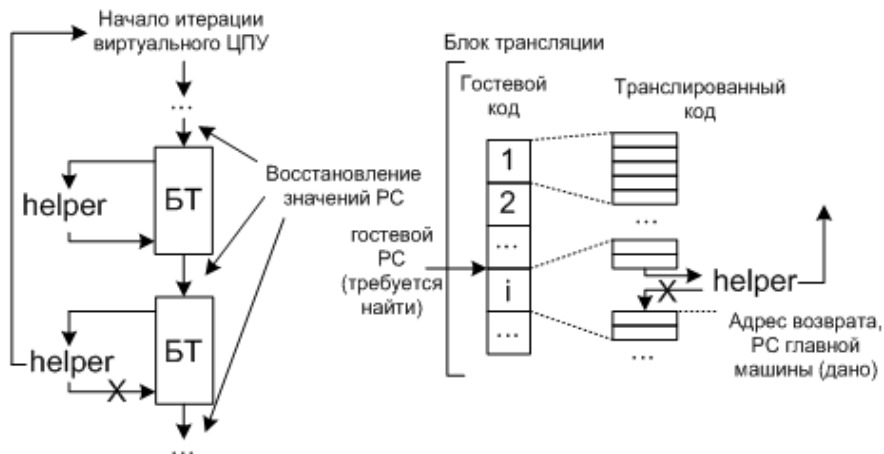 Начало итерации
виртуального ЦПУ
...
БТ
helper
Восстановление
значений PC
БТ
helper
X
...
Блок трансляции
Гостевой
код
Транслированный
код
1
2
...
i
...
гостевой
PC
(требуется
найти)
...
helper
X
Адрес возврата,
PC главной
машины (дано)
...